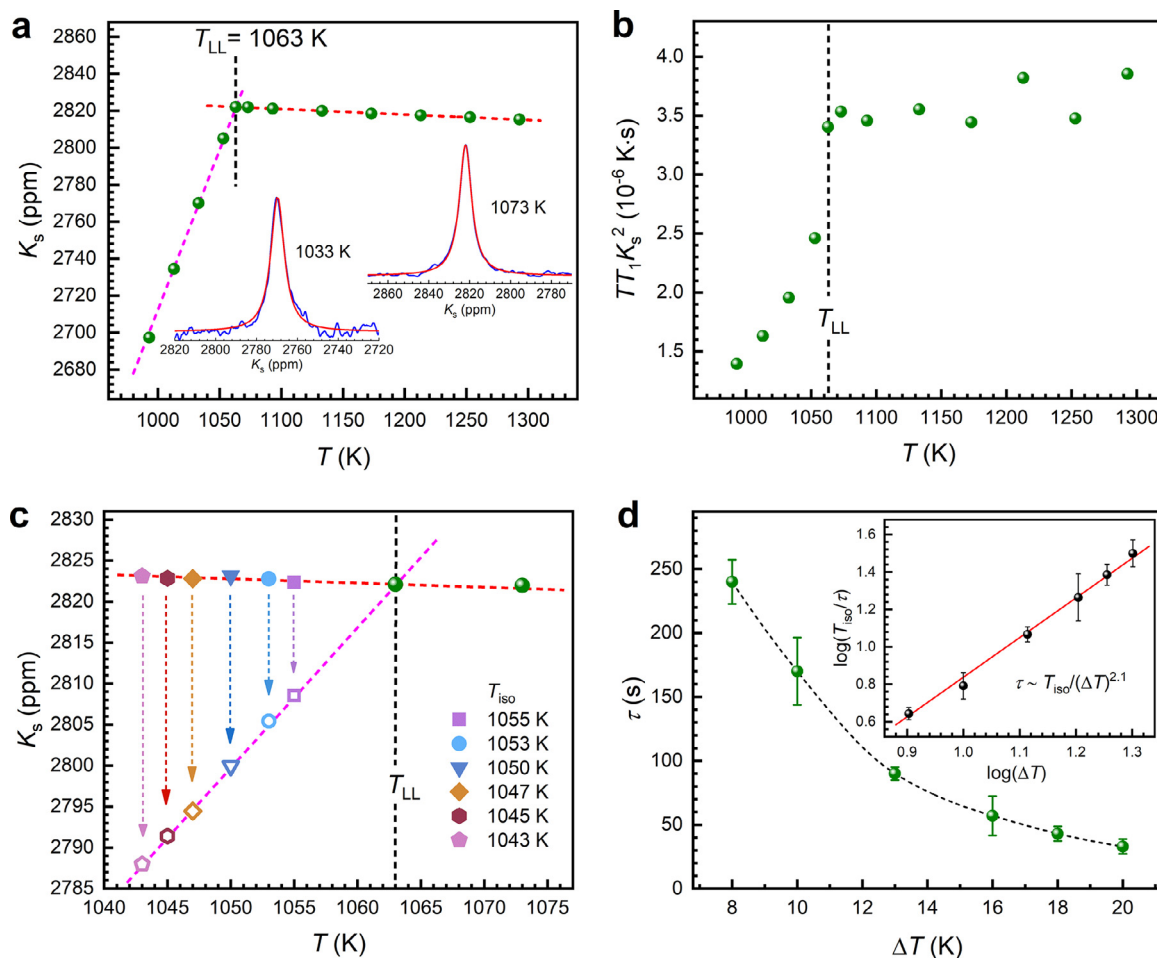 a
T_LL = 1063 K
2860
2840
2820
2800
2780
2760
2740
2720
2700
2680
K_s (ppm)
1000 1050 1100 1150 1200 1250 1300
T (K)
1033 K
2820 2800 2780 2760 2740 2720
K_s (ppm)
1073 K
2860 2840 2820 2800 2780
K_s (ppm)
b
4.0
3.5
3.0
2.5
2.0
1.5
TT_1K_s^2 (10^-6 K·s)
T_LL
1000 1050 1100 1150 1200 1250 1300
T (K)
c
2830
2825
2820
2815
2810
2805
2800
2795
2790
2785
K_s (ppm)
T_iso
1055 K
1053 K
1050 K
1047 K
1045 K
1043 K
T_LL
1040 1045 1050 1055 1060 1065 1070 1075
T (K)
d
250
200
150
100
50
0
τ (s)
8 10 12 14 16 18 20
ΔT (K)
1.6
1.4
1.2
1.0
0.8
0.6
log(T_iso/τ)
τ ~ T_iso/(ΔT)^2.1
0.9 1.0 1.1 1.2 1.3
log(ΔT)